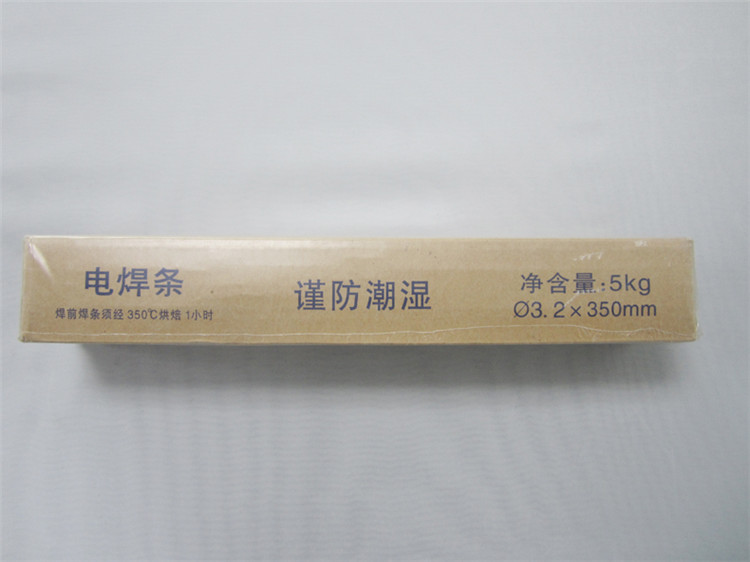 电焊条
焊前焊条须经 350℃烘焙 1小时
谨防潮湿
净含量:5kg
Ø3.2×350mm